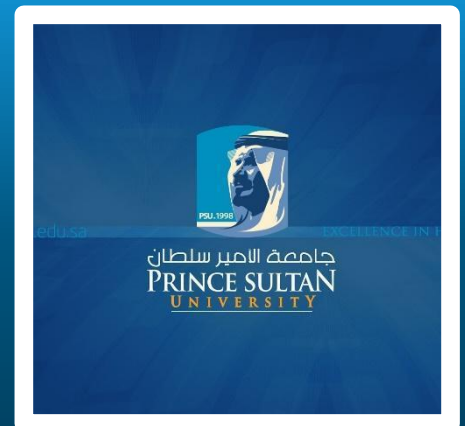 PSU.1998
.edu.sa
EXCELLENCE IN
جامعة الامير سلطان
PRINCE SULTAN
UNIVERSITY